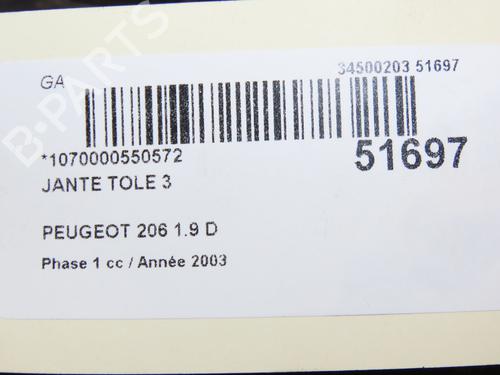 GA
34500203 51697
*1070000550572
51697
JANTE TOLE 3
PEUGEOT 206 1.9 D
Phase 1 cc / Année 2003
B-PARTS